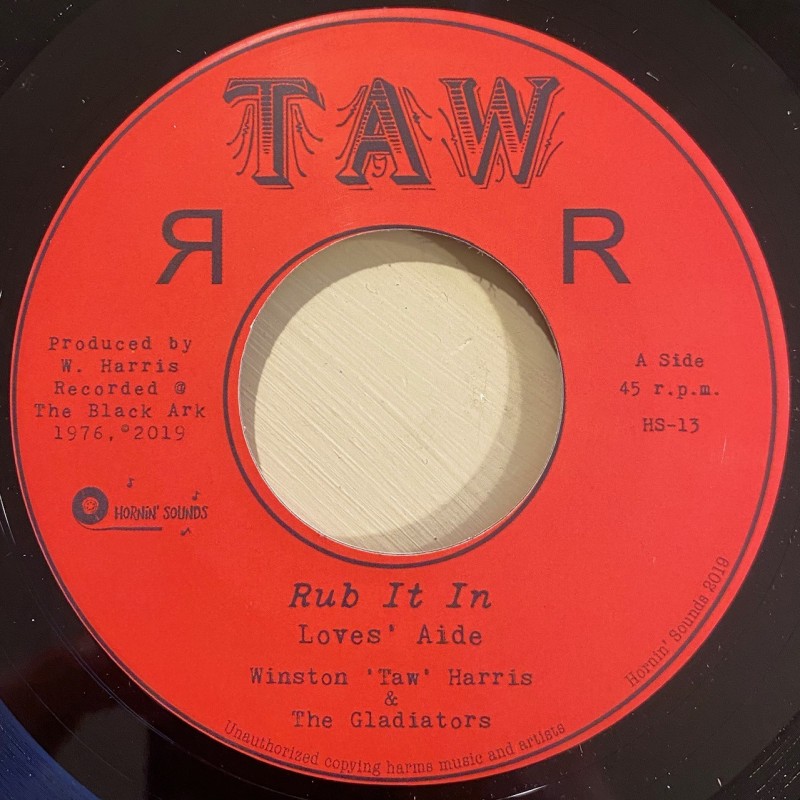 TAW
Я R
Produced by
W. Harris
Recorded @
The Black Ark
1976, ©2019
HORNIN' SOUNDS
A Side
45 r.p.m.
HS-13
Rub It In
Loves' Aide
Winston 'Taw' Harris
&
The Gladiators
Unauthorized copying harms music and artists
Hornin' Sounds 2019